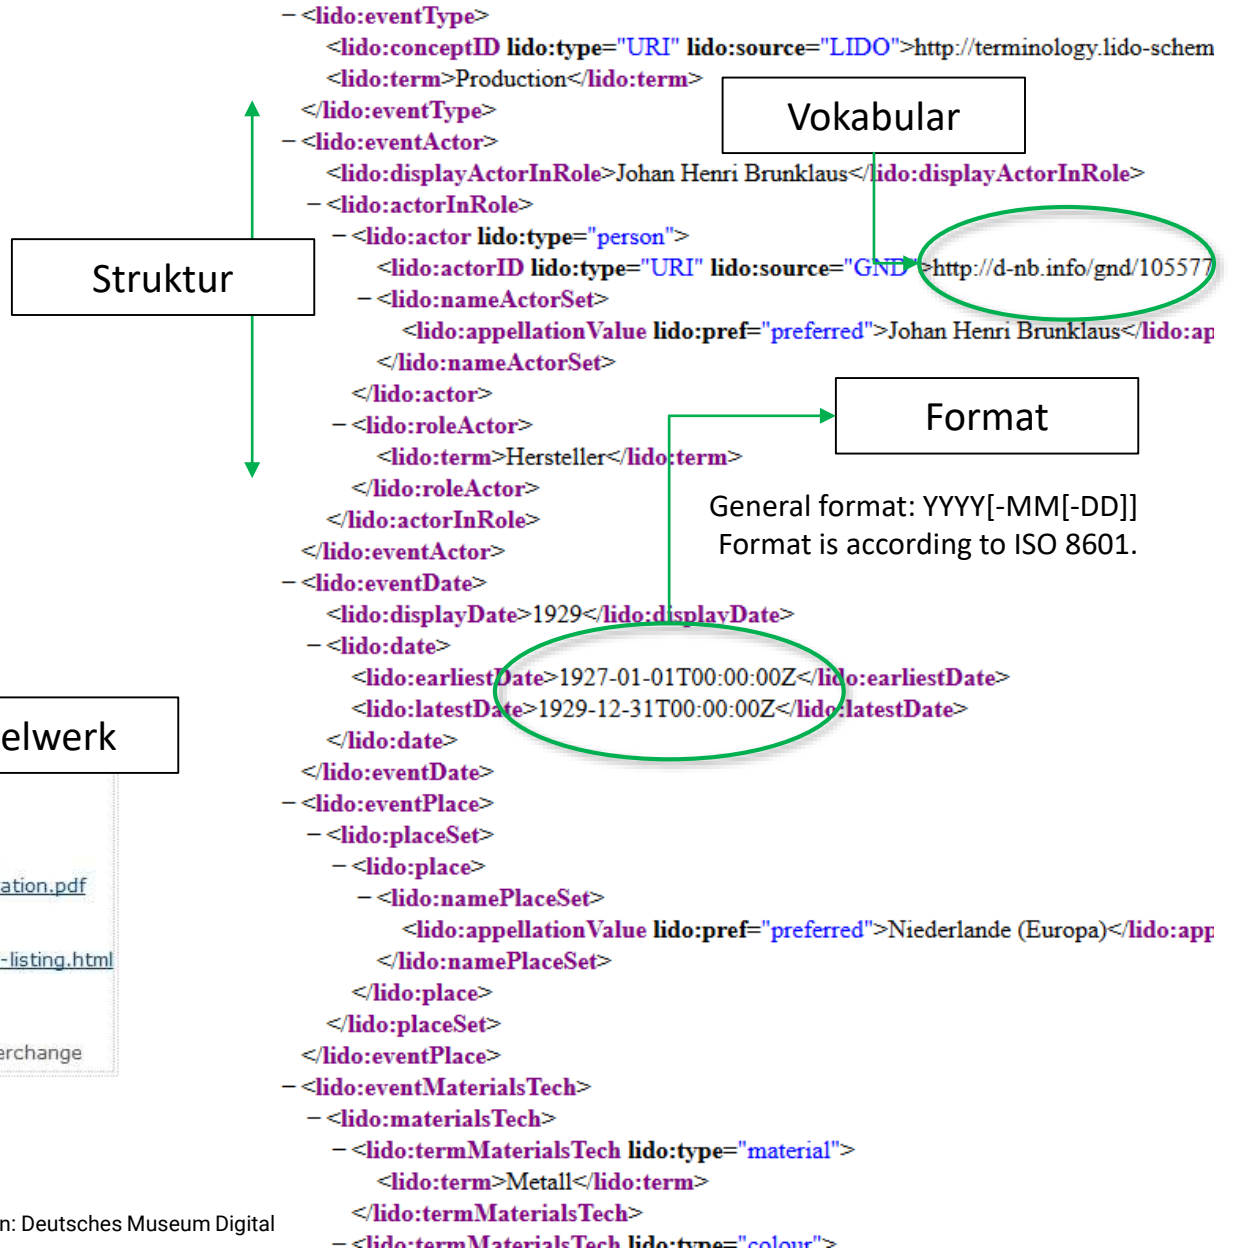 – <lido:eventType>
<lido:conceptID lido:type="URI" lido:source="LIDO">http://terminology.lido-schem
<lido:term>Production</lido:term>
</lido:eventType>
Vokabular
– <lido:eventActor>
<lido:displayActorInRole>Johan Henri Brunklaus</lido:displayActorInRole>
– <lido:actorInRole>
– <lido:actor lido:type="person">
Struktur
<lido:actorID lido:type="URI" lido:source="GND">http://d-nb.info/gnd/105577
– <lido:nameActorSet>
<lido:appellationValue lido:pref="preferred">Johan Henri Brunklaus</lido:ap
</lido:nameActorSet>
</lido:actor>
Format
– <lido:roleActor>
<lido:term>Hersteller</lido:term>
</lido:roleActor>
General format: YYYY[-MM[-DD]]
</lido:actorInRole>
Format is according to ISO 8601.
</lido:eventActor>
– <lido:eventDate>
<lido:displayDate>1929</lido:displayDate>
– <lido:date>
<lido:earliestDate>1927-01-01T00:00:00Z</lido:earliestDate>
<lido:latestDate>1929-12-31T00:00:00Z</lido:latestDate>
elwerk
</lido:date>
</lido:eventDate>
– <lido:eventPlace>
– <lido:placeSet>
– <lido:place>
ation.pdf
– <lido:namePlaceSet>
<lido:appellationValue lido:pref="preferred">Niederlande (Europa)</lido:app
-listing.html
</lido:namePlaceSet>
</lido:place>
</lido:placeSet>
erchange
</lido:eventPlace>
– <lido:eventMaterialsTech>
– <lido:materialsTech>
– <lido:termMaterialsTech lido:type="material">
<lido:term>Metall</lido:term>
</lido:termMaterialsTech>
n: Deutsches Museum Digital
– <lido:termMaterialsTech lido:type="colour">